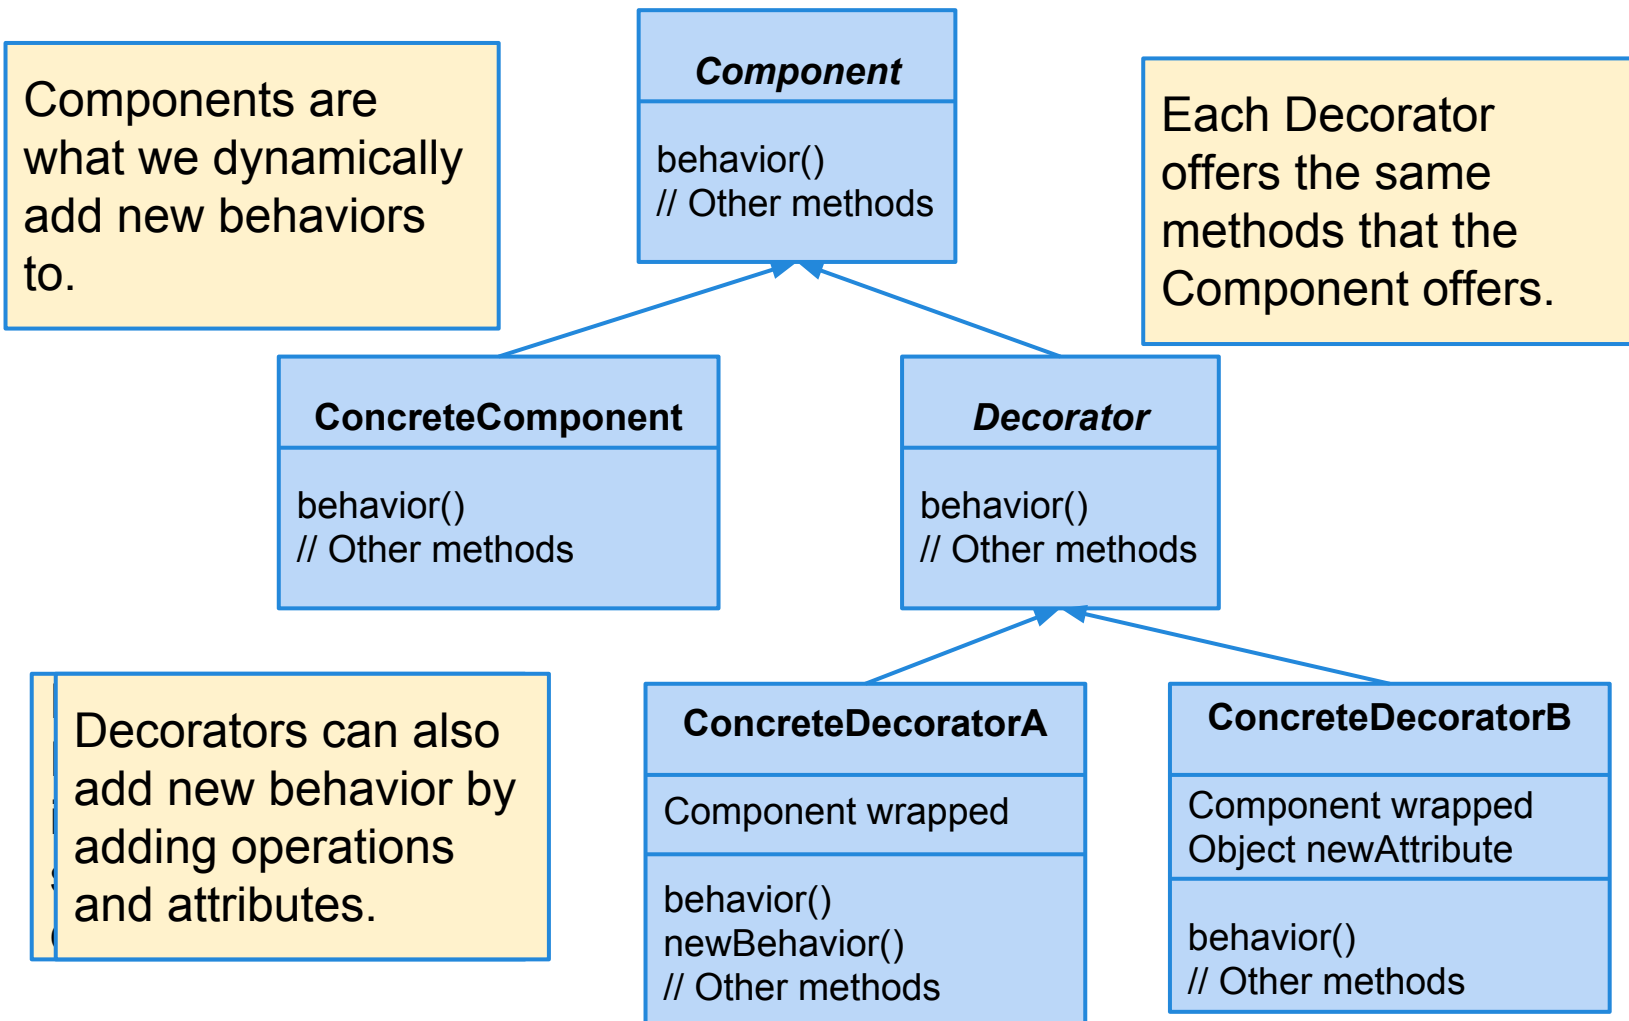 Component
behavior()
// Other methods
Components are
what we dynamically
add new behaviors
to.
Each Decorator
offers the same
methods that the
Component offers.
ConcreteComponent
behavior()
// Other methods
Decorator
behavior()
// Other methods
Decorators can also
add new behavior by
adding operations
and attributes.
ConcreteDecoratorA
Component wrapped
behavior()
newBehavior()
// Other methods
ConcreteDecoratorB
Component wrapped
Object newAttribute
behavior()
// Other methods